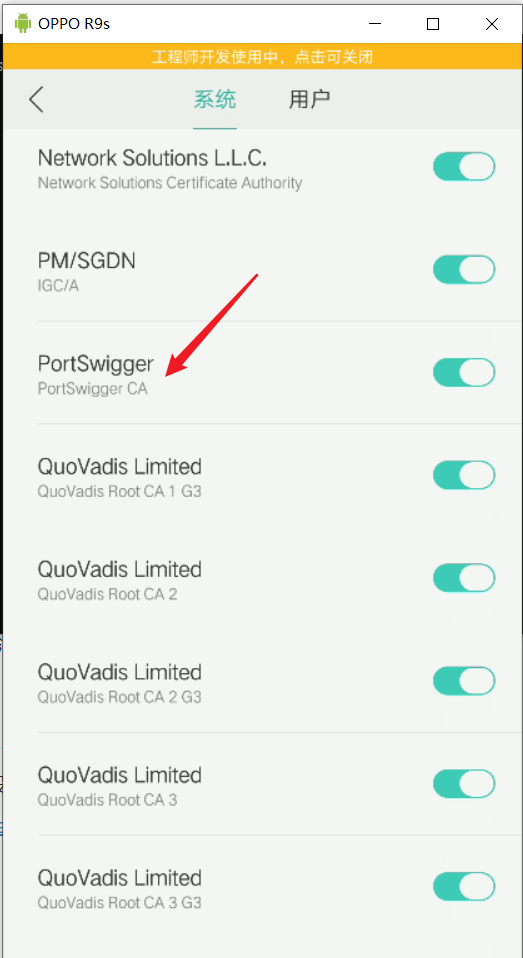 OPPO R9s
工程师开发使用中，点击可关闭
系统 用户
Network Solutions L.L.C.
Network Solutions Certificate Authority
PM/SGDN
IGC/A
PortSwigger
PortSwigger CA
QuoVadis Limited
QuoVadis Root CA 1 G3
QuoVadis Limited
QuoVadis Root CA 2
QuoVadis Limited
QuoVadis Root CA 2 G3
QuoVadis Limited
QuoVadis Root CA 3
QuoVadis Limited
QuoVadis Root CA 3 G3